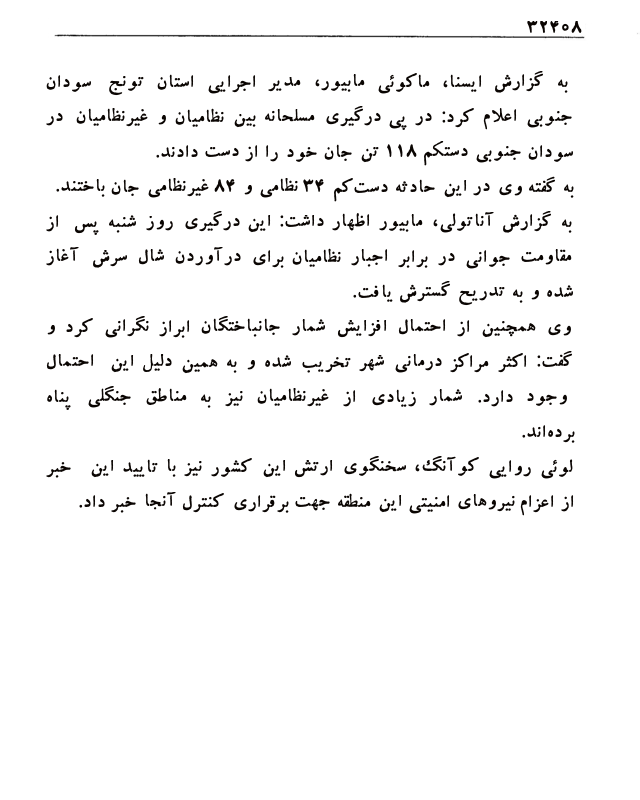 ۳۲۴۰۸
به گزارش ایسنا، ماکوئی مابیور، مدیر اجرایی استان تونج سودان
جنوبی اعلام کرد: در پی درگیری مسلحانه بین نظامیان و غیرنظامیان در
سودان جنوبی دستکم ۱۱۸ تن جان خود را از دست دادند.
به گفته وی در این حادثه دست‌کم ۳۴ نظامی و ۸۴ غیرنظامی جان باختند.
به گزارش آناتولی، مابیور اظهار داشت: این درگیری روز شنبه پس از
مقاومت جوانی در برابر اجبار نظامیان برای درآوردن شال سرش آغاز
شده و به تدریج گسترش یافت.
وی همچنین از احتمال افزایش شمار جانباختگان ابراز نگرانی کرد و
گفت: اکثر مراکز درمانی شهر تخریب شده و به همین دلیل این احتمال
وجود دارد. شمار زیادی از غیرنظامیان نیز به مناطق جنگلی پناه
برده‌اند.
لوئی روایی کوآنگ، سخنگوی ارتش این کشور نیز با تایید این خبر
از اعزام نیروهای امنیتی این منطقه جهت برقراری کنترل آنجا خبر داد.